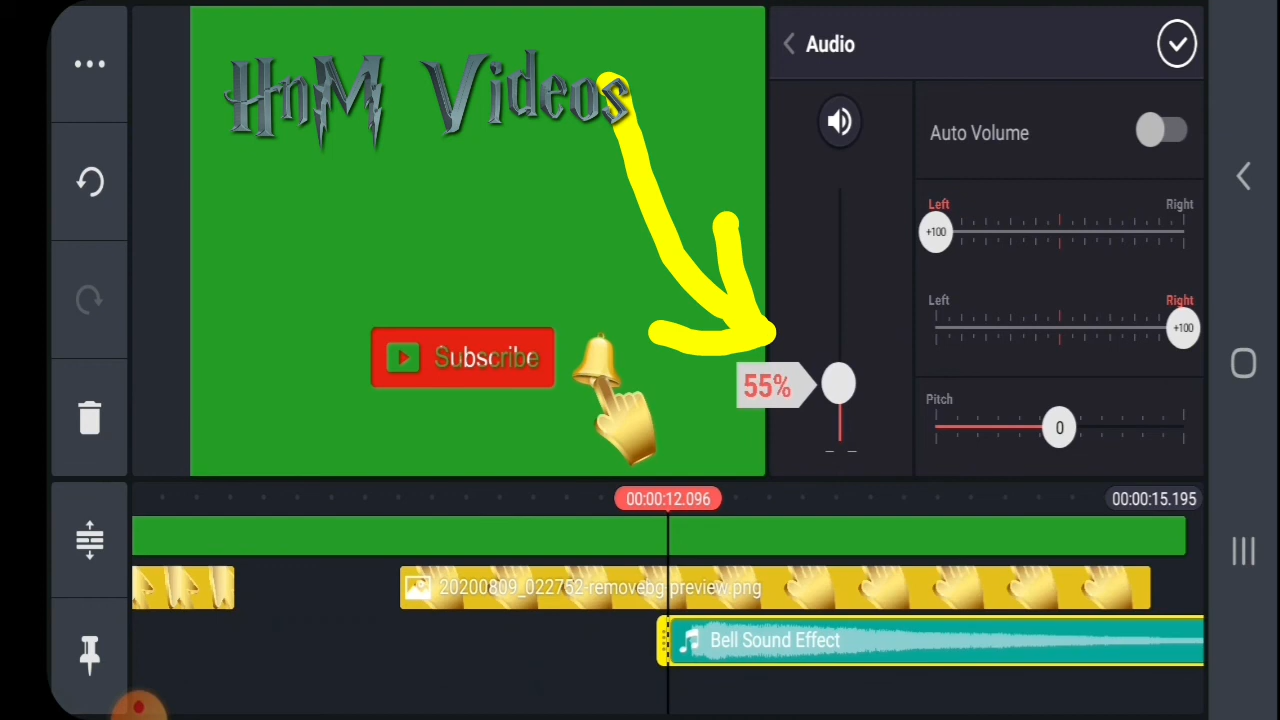 HnM Videos
Audio
Auto Volume
Left
Right
+100
Left
Right
+100
Subscribe
55%
Pitch
0
00:00:12.096
00:00:15.195
20200809_022752-removebg-preview.png
Bell Sound Effect